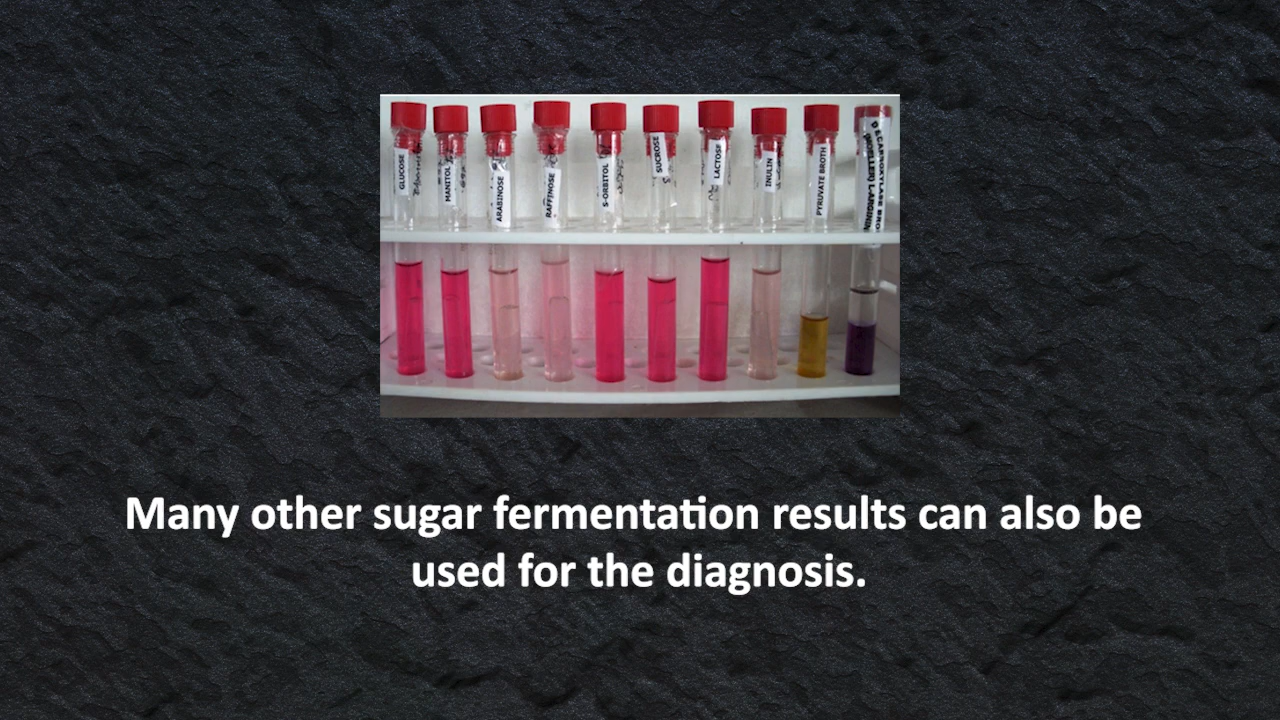 GLUCOSE
MANITOL
ARABINOSE
RAFFINOSE
S-ORBITOL
SUCROSE
LACTOSE
INULIN
PYRUVATE BROTH
Many other sugar fermentation results can also be
used for the diagnosis.